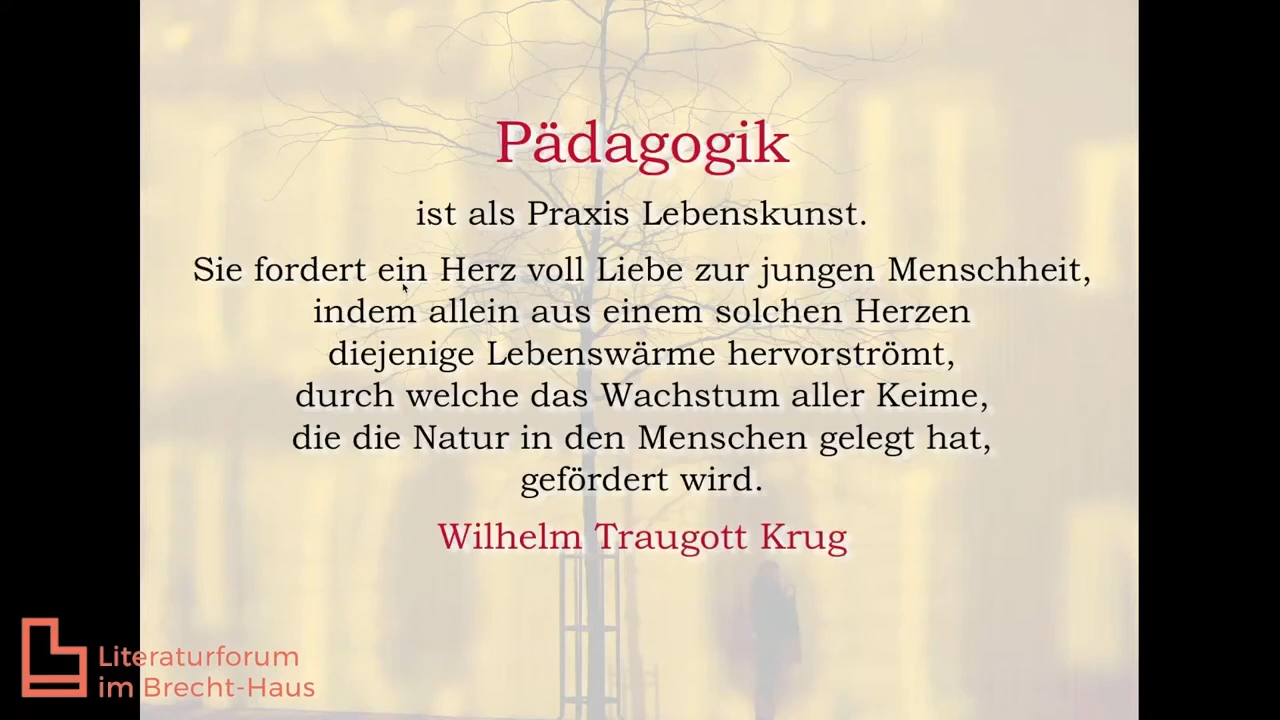 Pädagogik
ist als Praxis Lebenskunst.
Sie fordert ein Herz voll Liebe zur jungen Menschheit,
indem allein aus einem solchen Herzen
diejenige Lebenswärme hervorströmt,
durch welche das Wachstum aller Keime,
die die Natur in den Menschen gelegt hat,
gefördert wird.
Wilhelm Traugott Krug
Literaturforum
im Brecht-Haus